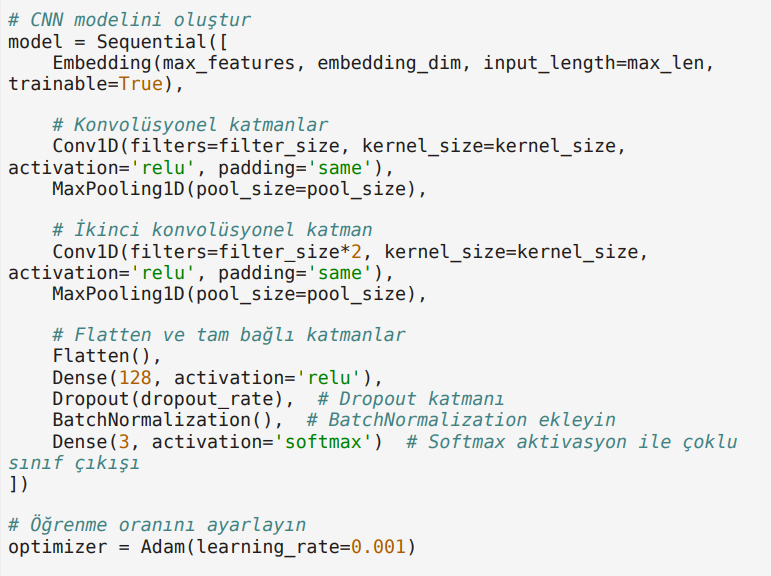 # CNN modelini oluştur
model = Sequential([
    Embedding(max_features, embedding_dim, input_length=max_len,
trainable=True),
    # Konvolüsyonel katmanlar
    Conv1D(filters=filter_size, kernel_size=kernel_size,
activation='relu', padding='same'),
    MaxPooling1D(pool_size=pool_size),
    # İkinci konvolüsyonel katman
    Conv1D(filters=filter_size*2, kernel_size=kernel_size,
activation='relu', padding='same'),
    MaxPooling1D(pool_size=pool_size),
    # Flatten ve tam bağlı katmanlar
    Flatten(),
    Dense(128, activation='relu'),
    Dropout(dropout_rate),  # Dropout katmanı
    BatchNormalization(),  # BatchNormalization ekleyin
    Dense(3, activation='softmax')  # Softmax aktivasyon ile çoklu
sınıf çıkışı
])
# Öğrenme oranını ayarlayın
optimizer = Adam(learning_rate=0.001)